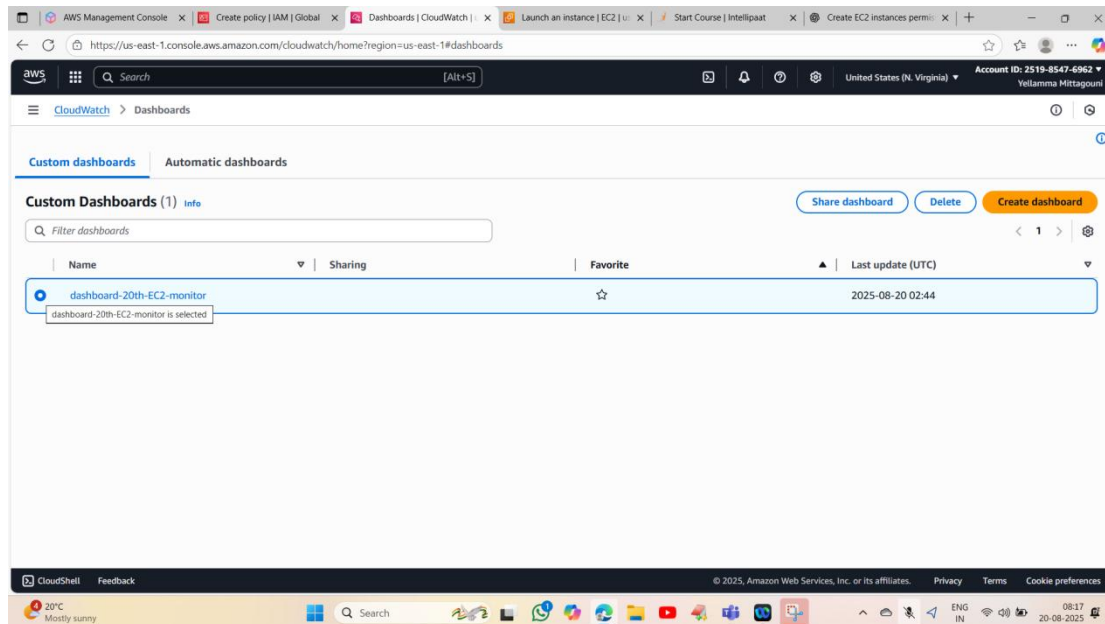 AWS Management Console
Create policy | IAM | Global
Dashboards | CloudWatch |
Launch an instance | EC2 | us
Start Course | Intellipaat
Create EC2 instances permis
https://us-east-1.console.aws.amazon.com/cloudwatch/home?region=us-east-1#dashboards
aws
Search
[Alt+S]
United States (N. Virginia)
Account ID: 2519-8547-6962
Yellamma Mittagouni
CloudWatch > Dashboards
Custom dashboards
Automatic dashboards
Custom Dashboards (1) Info
Share dashboard
Delete
Create dashboard
Filter dashboards
1
Name
Sharing
Favorite
Last update (UTC)
dashboard-20th-EC2-monitor
2025-08-20 02:44
dashboard-20th-EC2-monitor is selected
CloudShell
Feedback
© 2025, Amazon Web Services, Inc. or its affiliates.
Privacy
Terms
Cookie preferences
4
20°C
Mostly sunny
Search
ENG
IN
08:17
20-08-2025